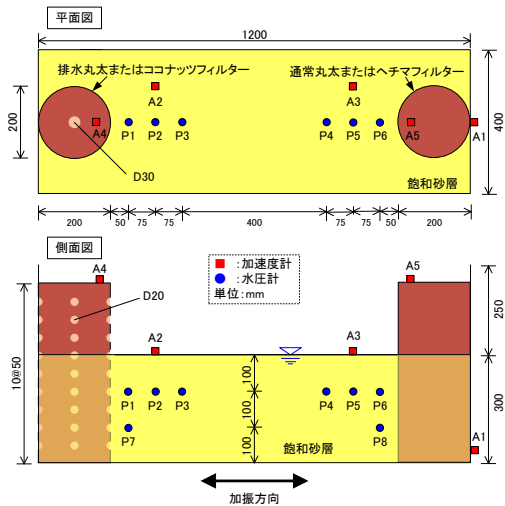 平面図
1200
排水丸太またはココナッツフィルター
通常丸太またはヘチマフィルター
A2
A3
200
400
A4
P1
P2
P3
P4
P5
P6
A5
A1
D30
飽和砂層
200
50
75
75
400
75
75
50
200
側面図
A4
:加速度計
:水圧計
単位:mm
A5
D20
250
A2
A3
10@50
100
P1
P2
P3
P4
P5
P6
100
300
P7
P8
100
飽和砂層
A1
加振方向